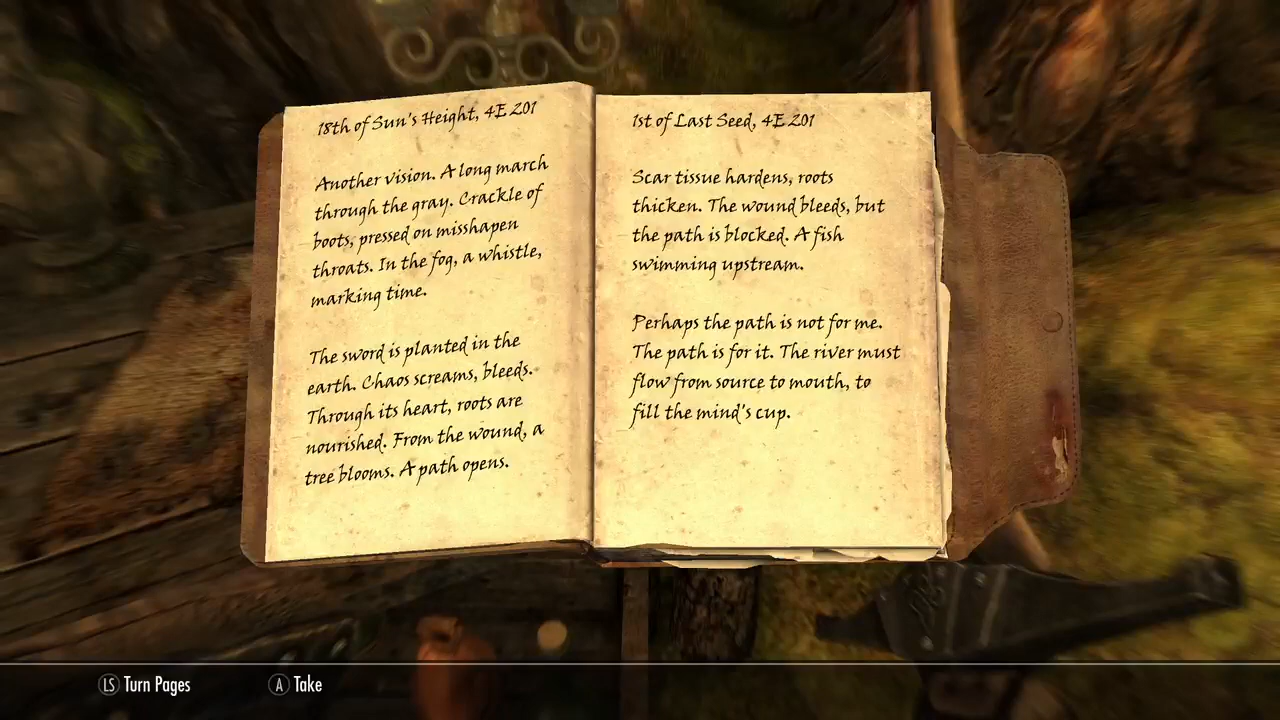 18th of Sun's Height, 4E 201
Another vision. A long march
through the gray. Crackle of
boots, pressed on misshapen
throats. In the fog, a whistle,
marking time.
The sword is planted in the
earth. Chaos screams, bleeds.
Through its heart, roots are
nourished. From the wound, a
tree blooms. A path opens.
1st of Last Seed, 4E 201
Scar tissue hardens, roots
thicken. The wound bleeds, but
the path is blocked. A fish
swimming upstream.
Perhaps the path is not for me.
The path is for it. The river must
flow from source to mouth, to
fill the mind's cup.
LS Turn Pages
A Take